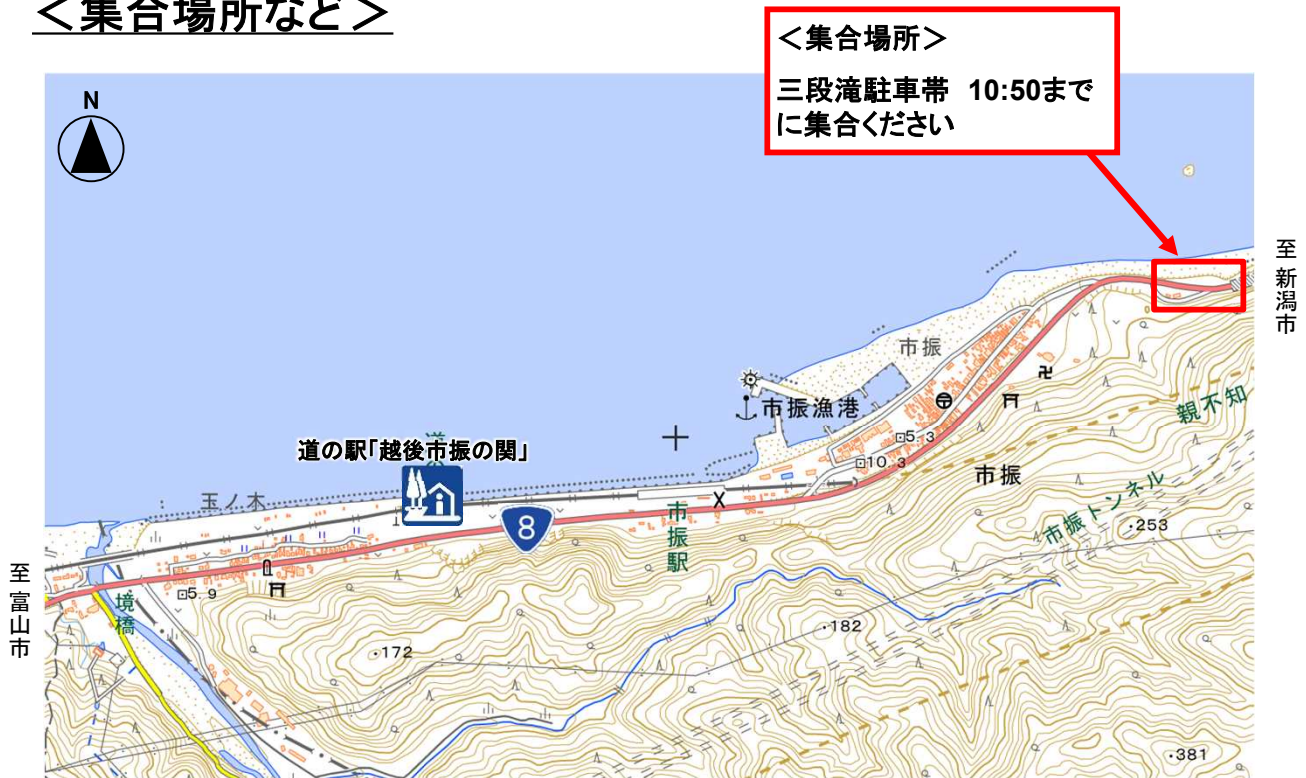 ＜集合場所など＞
＜集合場所＞
三段滝駐車帯 10:50まで
に集合ください
N
至新潟市
市振
市振漁港
親不知
道の駅「越後市振の関」
5.3
10.3
市振
玉ノ木
8
市振駅
市振トンネル
253
至富山市
5.9
境橋
182
172
381